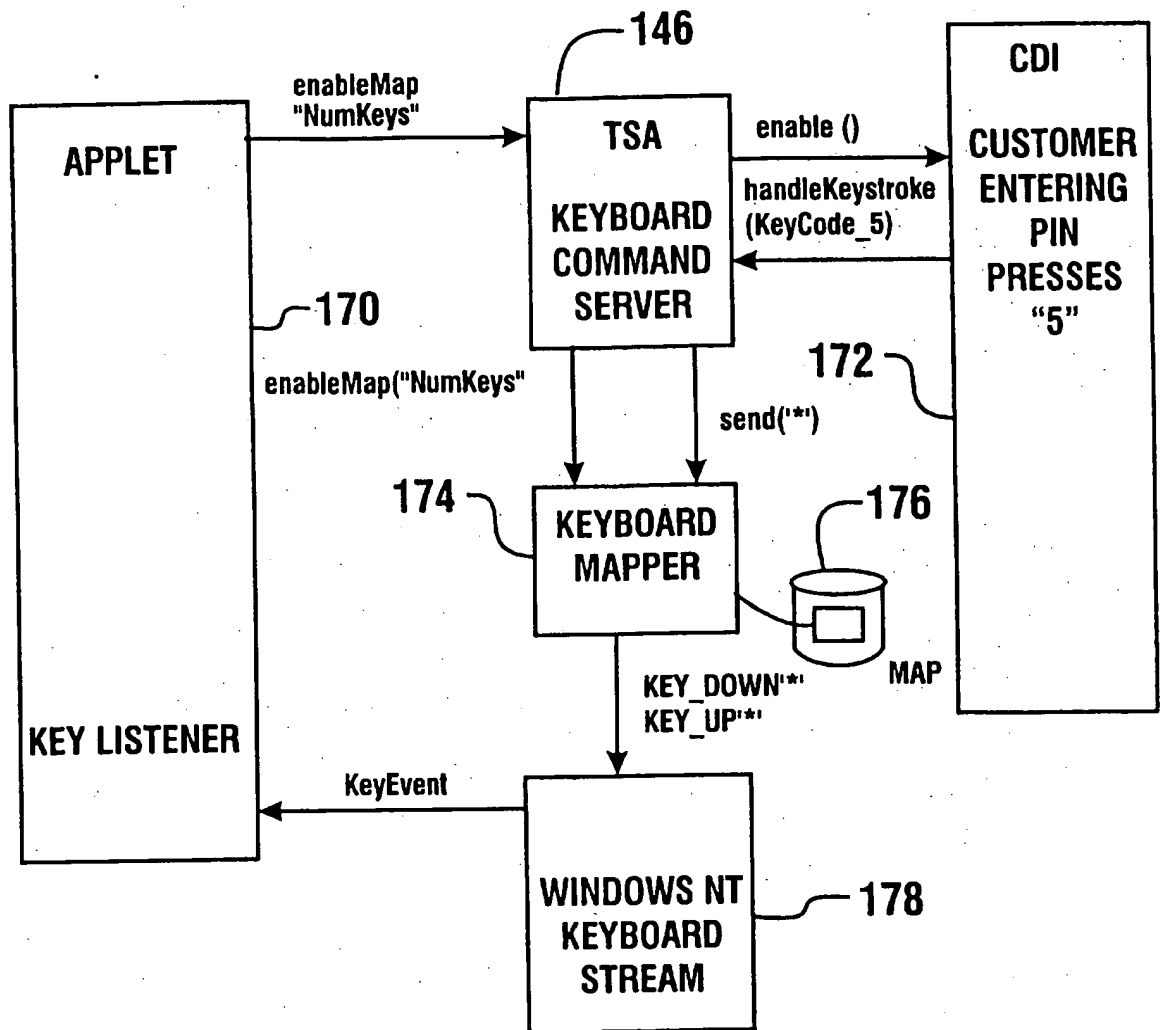 146
enableMap
"NumKeys"
APPLET
TSA
KEYBOARD
COMMAND
SERVER
enable ()
handleKeystroke
(KeyCode_5)
CDI
CUSTOMER
ENTERING
PIN
PRESSES
“5”
170
172
enableMap("NumKeys"
send('*')
174
KEYBOARD
MAPPER
176
MAP
KEY_DOWN'*'
KEY_UP'*'
KEY LISTENER
KeyEvent
WINDOWS NT
KEYBOARD
STREAM
178